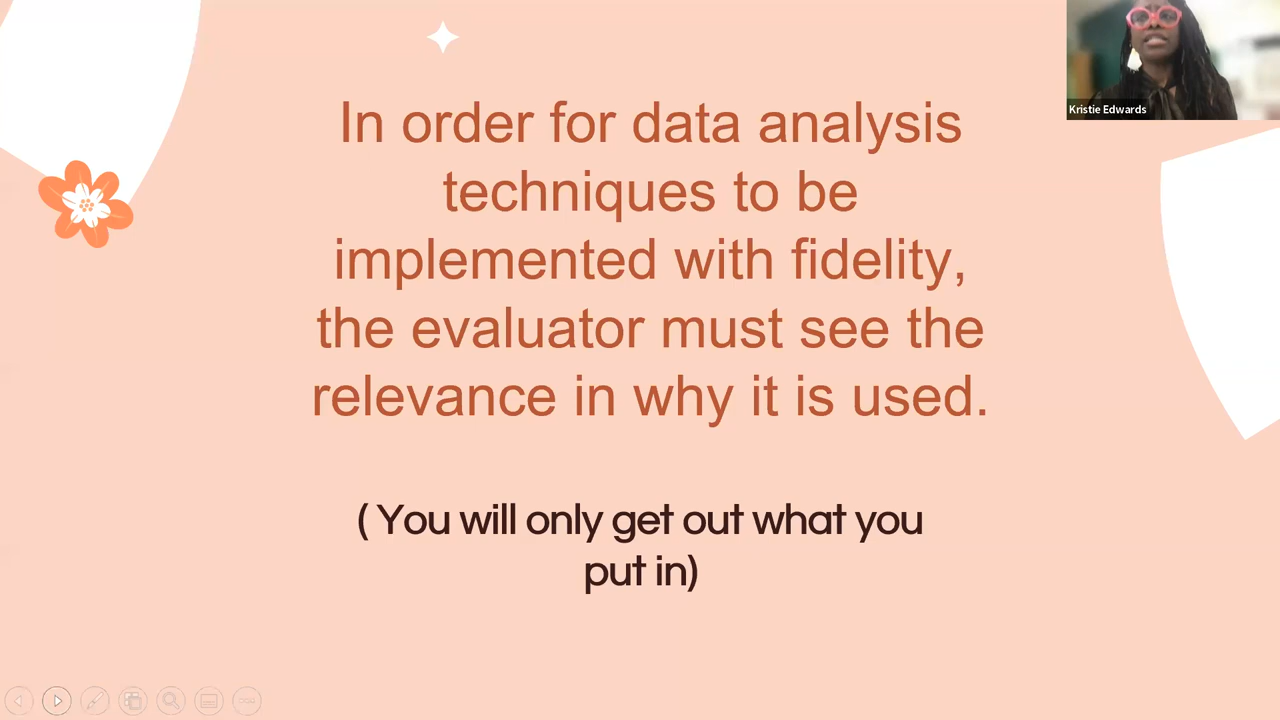 Kristie Edwards
In order for data analysis
techniques to be
implemented with fidelity,
the evaluator must see the
relevance in why it is used.
( You will only get out what you
put in)